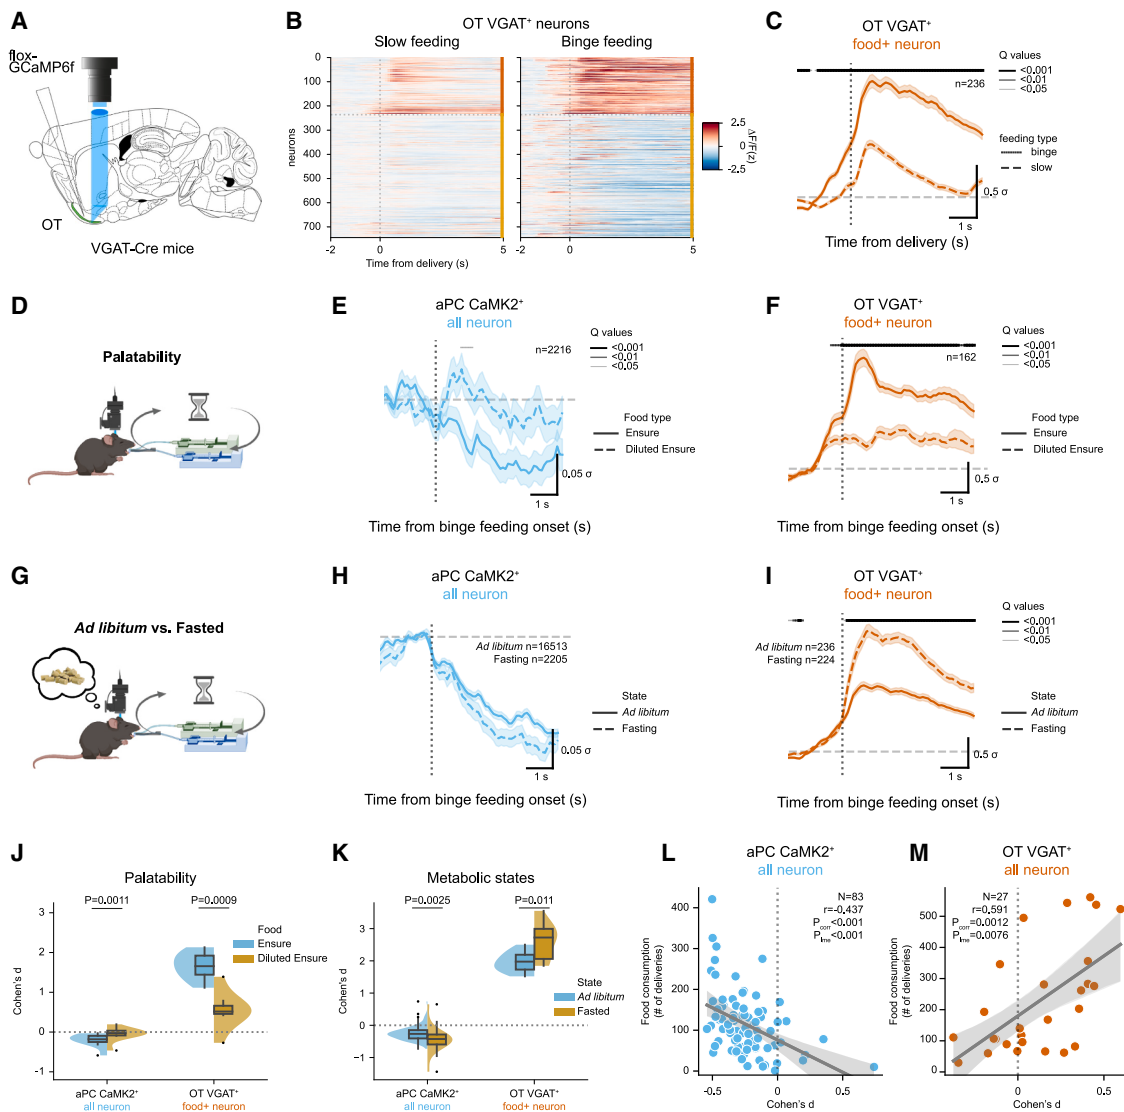 A
flox-
GCaMP6f
OT
VGAT-Cre mice
B
OT VGAT⁺ neurons
Slow feeding
Binge feeding
neurons
0
100
200
300
400
500
600
700
-2
0
5
-2
0
5
Time from delivery (s)
2.5
0
-2.5
ΔF/F(z)
C
OT VGAT⁺
food+ neuron
Q values
<0.001
<0.01
<0.05
n=236
feeding type
binge
slow
0.5 σ
1 s
Time from delivery (s)
D
Palatability
E
aPC CaMK2⁺
all neuron
Q values
<0.001
<0.01
<0.05
n=2216
Food type
Ensure
Diluted Ensure
0.05 σ
1 s
Time from binge feeding onset (s)
F
OT VGAT⁺
food+ neuron
Q values
<0.001
<0.01
<0.05
n=162
Food type
Ensure
Diluted Ensure
0.5 σ
1 s
Time from binge feeding onset (s)
G
Ad libitum vs. Fasted
H
aPC CaMK2⁺
all neuron
Ad libitum n=16513
Fasting n=2205
State
Ad libitum
Fasting
0.05 σ
1 s
Time from binge feeding onset (s)
I
OT VGAT⁺
food+ neuron
Q values
<0.001
<0.01
<0.05
Ad libitum n=236
Fasting n=224
State
Ad libitum
Fasting
0.5 σ
1 s
Time from binge feeding onset (s)
J
Palatability
P=0.0011
P=0.0009
Food
Ensure
Diluted Ensure
Cohen's d
3
2
1
0
-1
aPC CaMK2⁺
all neuron
OT VGAT⁺
food+ neuron
K
Metabolic states
P=0.0025
P=0.011
State
Ad libitum
Fasted
3
2
1
0
-1
aPC CaMK2⁺
all neuron
OT VGAT⁺
food+ neuron
L
aPC CaMK2⁺
all neuron
N=83
r=-0.437
Pcorr<0.001
Plme<0.001
Food consumption
(# of deliveries)
400
300
200
100
0
-0.5
0
0.5
Cohen's d
M
OT VGAT⁺
all neuron
N=27
r=0.591
Pcorr=0.0012
Plme=0.0076
Food consumption
(# of deliveries)
500
400
300
200
100
0
0
0.5
Cohen's d